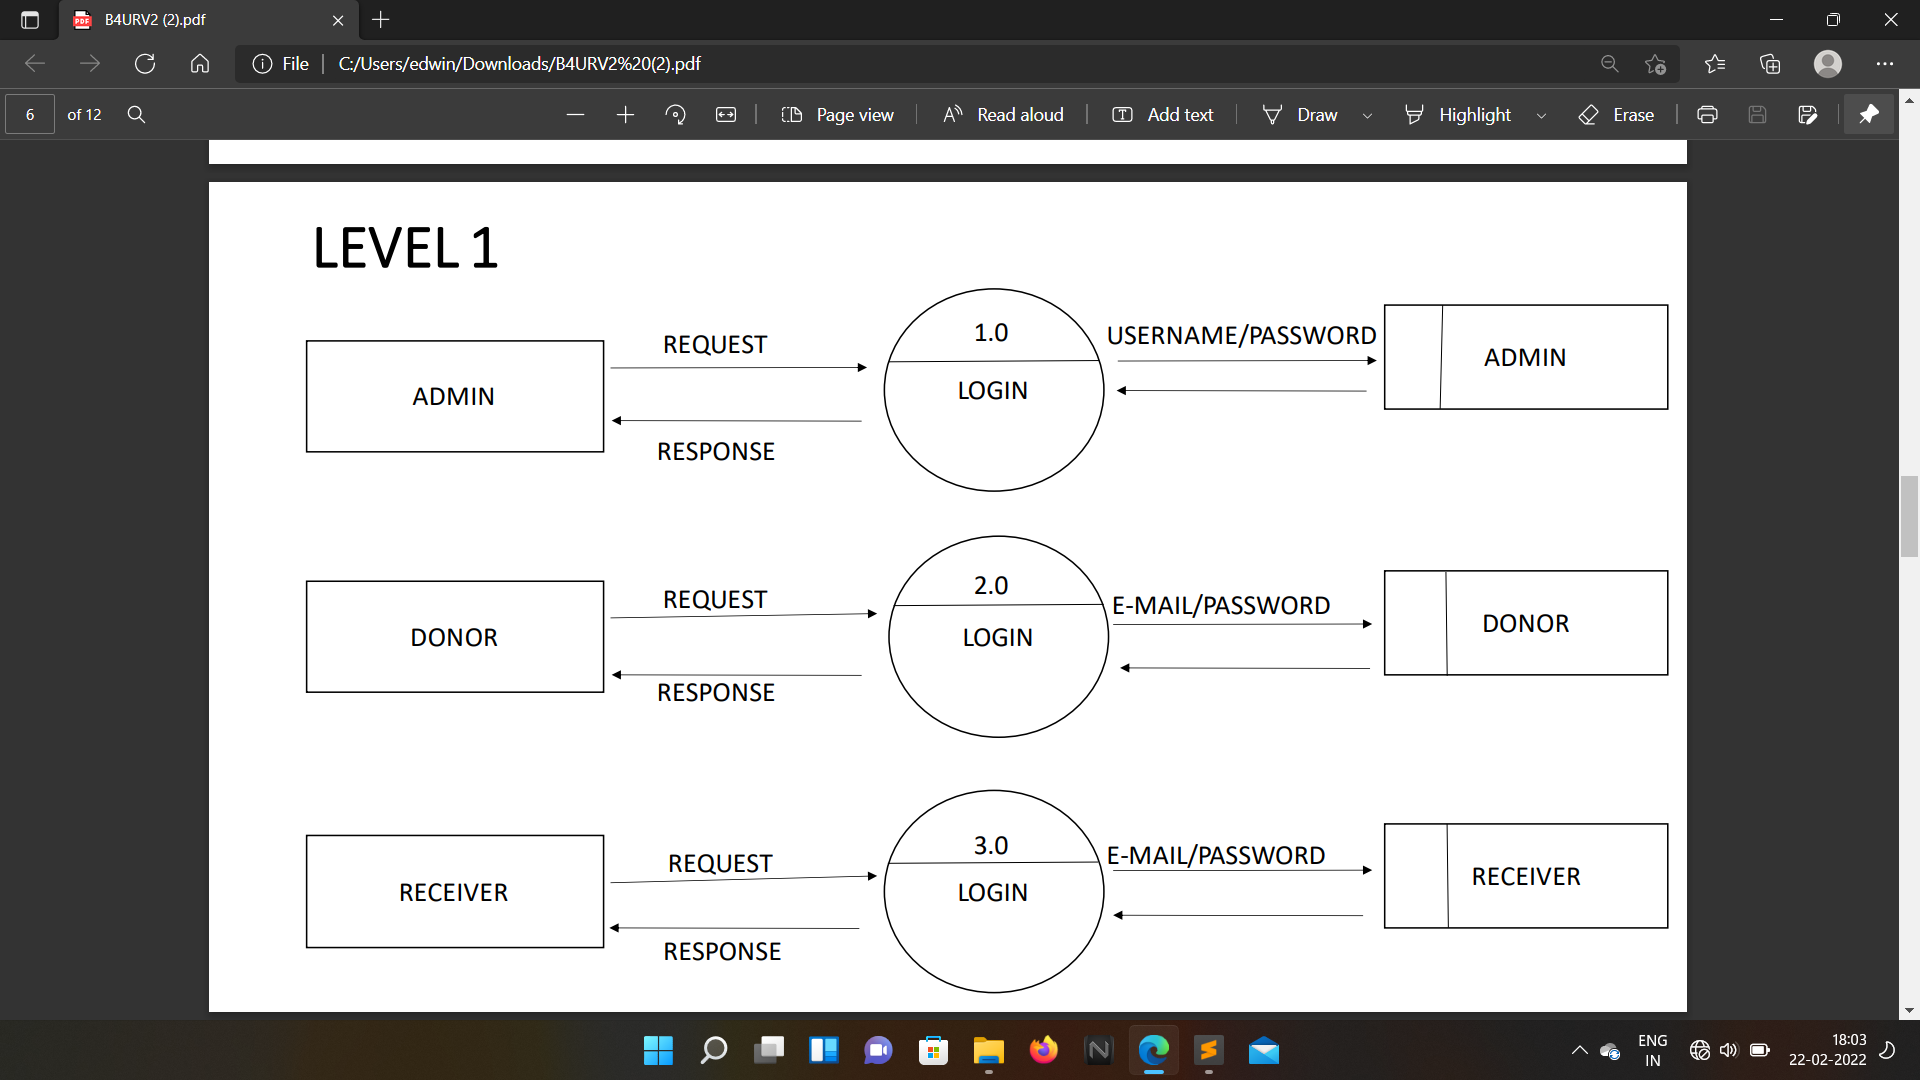 B4URV2 (2).pdf
File
C:/Users/edwin/Downloads/B4URV2%20(2).pdf
6 of 12
Page view
Read aloud
Add text
Draw
Highlight
Erase
LEVEL 1
REQUEST
1.0
USERNAME/PASSWORD
ADMIN
LOGIN
ADMIN
RESPONSE
REQUEST
2.0
E-MAIL/PASSWORD
DONOR
LOGIN
DONOR
RESPONSE
REQUEST
3.0
E-MAIL/PASSWORD
RECEIVER
LOGIN
RECEIVER
RESPONSE
ENG
IN
18:03
22-02-2022